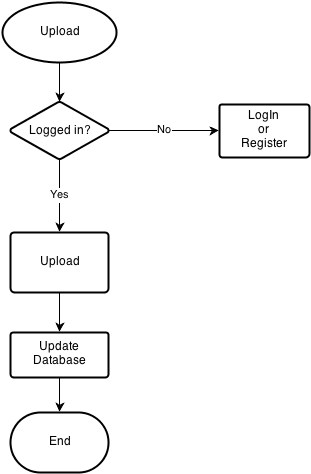 Upload
Logged in?
No
LogIn
or
Register
Yes
Upload
Update
Database
End